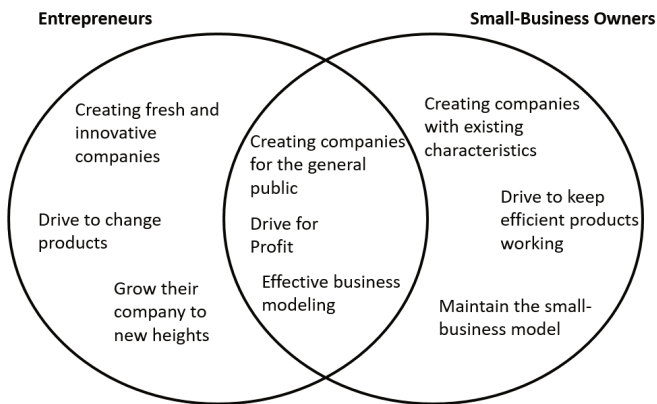 Entrepreneurs
Small-Business Owners
Creating fresh and
innovative
companies
Drive to change
products
Grow their
company to
new heights
Creating companies
for the general
public
Drive for
Profit
Effective business
modeling
Creating companies
with existing
characteristics
Drive to keep
efficient products
working
Maintain the small-
business model